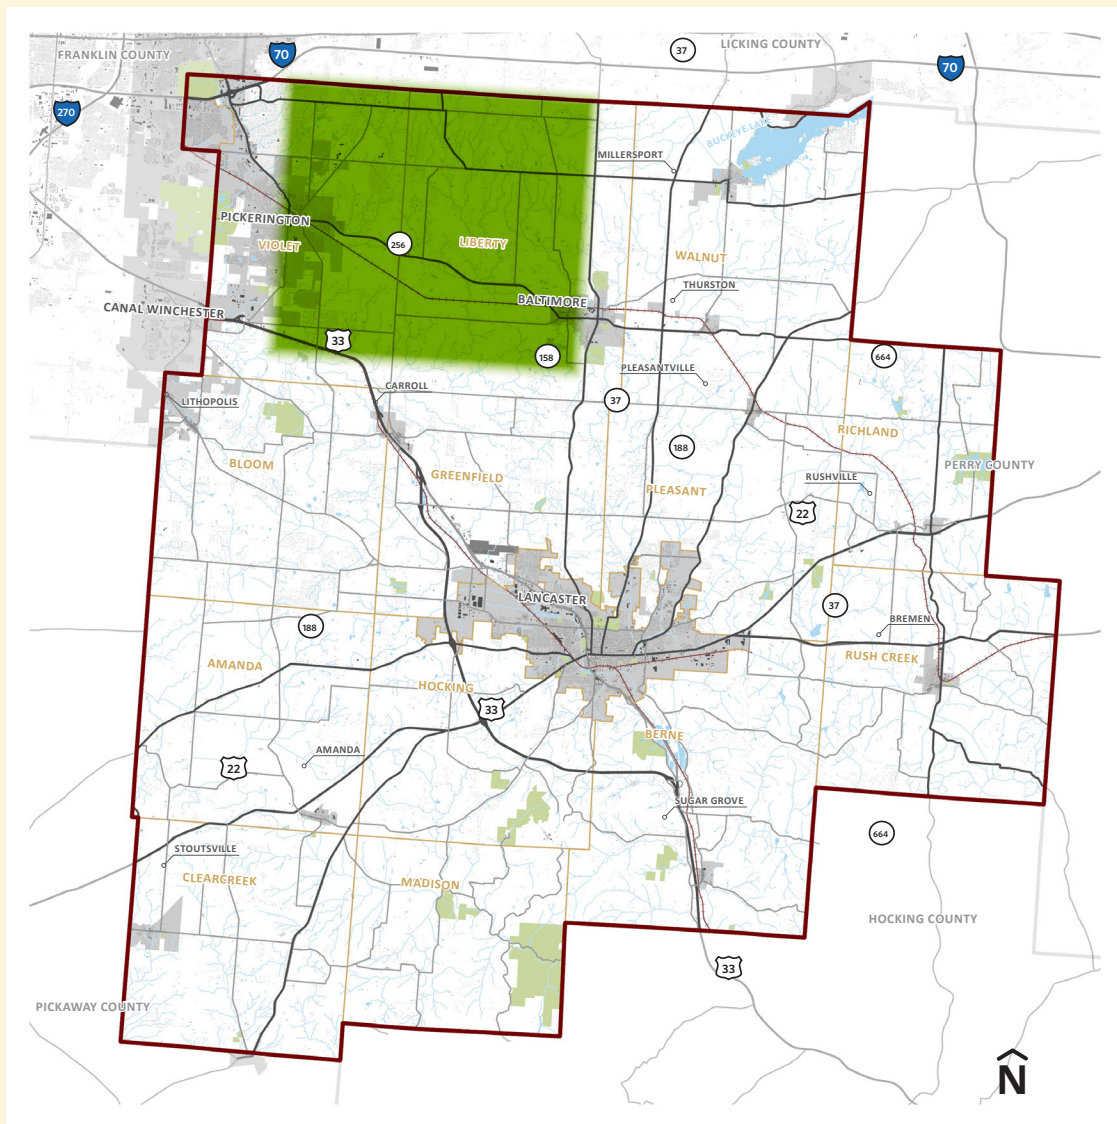 FRANKLIN COUNTY
70
37
LICKING COUNTY
70
270
BUCKEYE LAKE
MILLERSPORT
PICKERINGTON
VIOLET
256
LIBERTY
WALNUT
THURSTON
BALTIMORE
CANAL WINCHESTER
33
158
664
PLEASANTVILLE
CARROLL
LITHOPOLIS
37
RICHLAND
188
BLOOM
GREENFIELD
PLEASANT
RUSHVILLE
PERRY COUNTY
22
LANCASTER
188
37
BREMEN
AMANDA
RUSH CREEK
HOCKING
33
BERNE
AMANDA
22
SUGAR GROVE
664
STOUTSVILLE
CLEARCREEK
MADISON
HOCKING COUNTY
33
PICKAWAY COUNTY
N